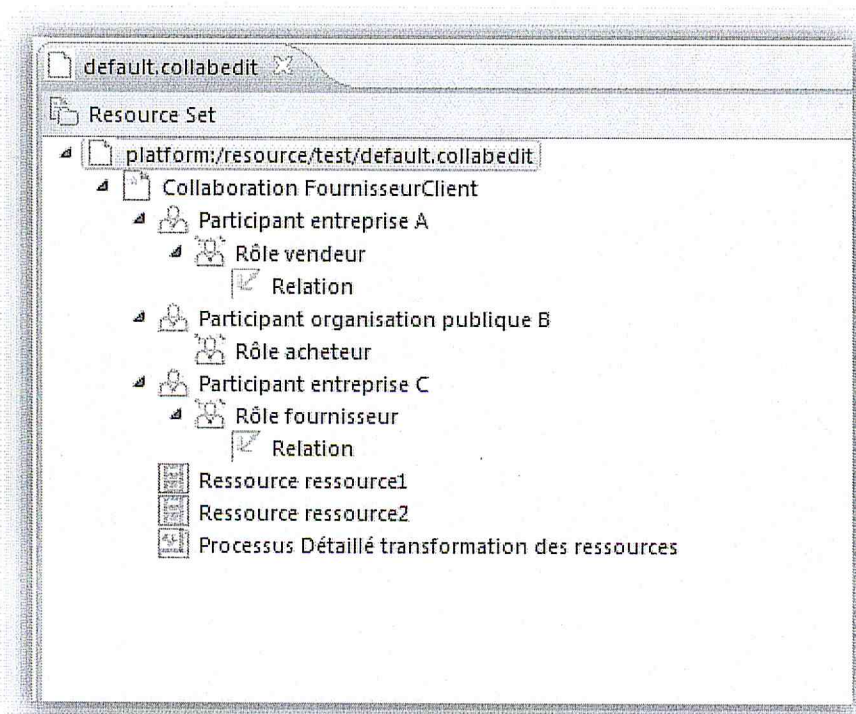 default.collabedit
Resource Set
platform:/resource/test/default.collabedit
Collaboration FournisseurClient
Participant entreprise A
Rôle vendeur
Relation
Participant organisation publique B
Rôle acheteur
Participant entreprise C
Rôle fournisseur
Relation
Ressource ressource1
Ressource ressource2
Processus Détaillé transformation des ressources